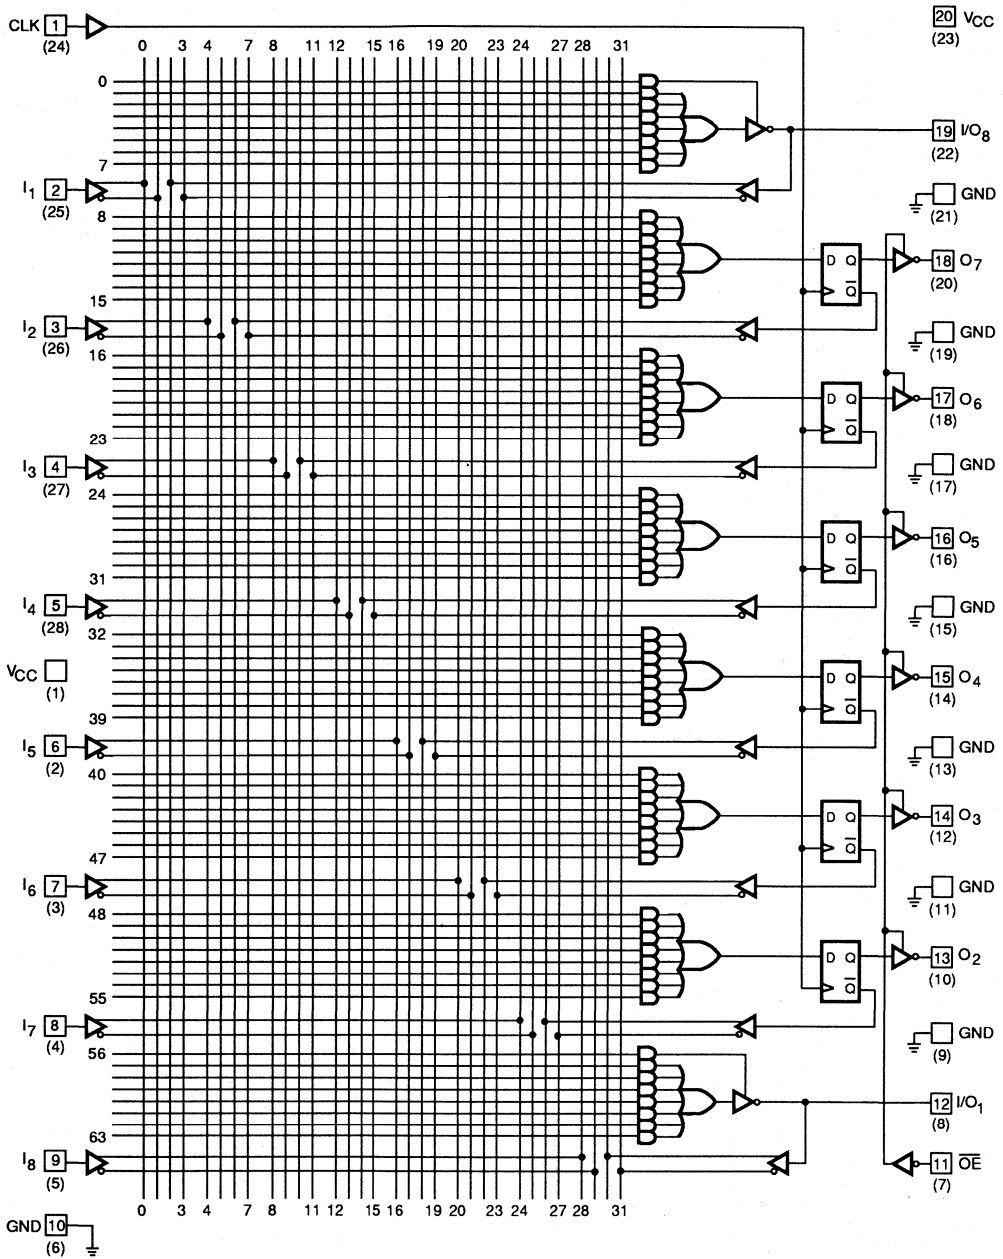 CLK 1 20 VCC
(24) (23)
0 3 4 7 8 11 12 15 16 19 20 23 24 27 28 31
0
19 I/O8
(22)
7
I1 2 GND
(25) (21)
8
D Q 18 O7
Q (20)
15
I2 3 GND
(26) (19)
16
D Q 17 O6
Q (18)
23
I3 4 GND
(27) (17)
24
D Q 16 O5
Q (16)
31
I4 5 GND
(28) (15)
32
VCC D Q 15 O4
(1) Q (14)
39
I5 6 GND
(2) (13)
40
D Q 14 O3
Q (12)
47
I6 7 GND
(3) (11)
48
D Q 13 O2
Q (10)
55
I7 8 GND
(4) (9)
56
12 I/O1
(8)
63
I8 9 11 OE
(5) (7)
0 3 4 7 8 11 12 15 16 19 20 23 24 27 28 31
GND 10
(6)